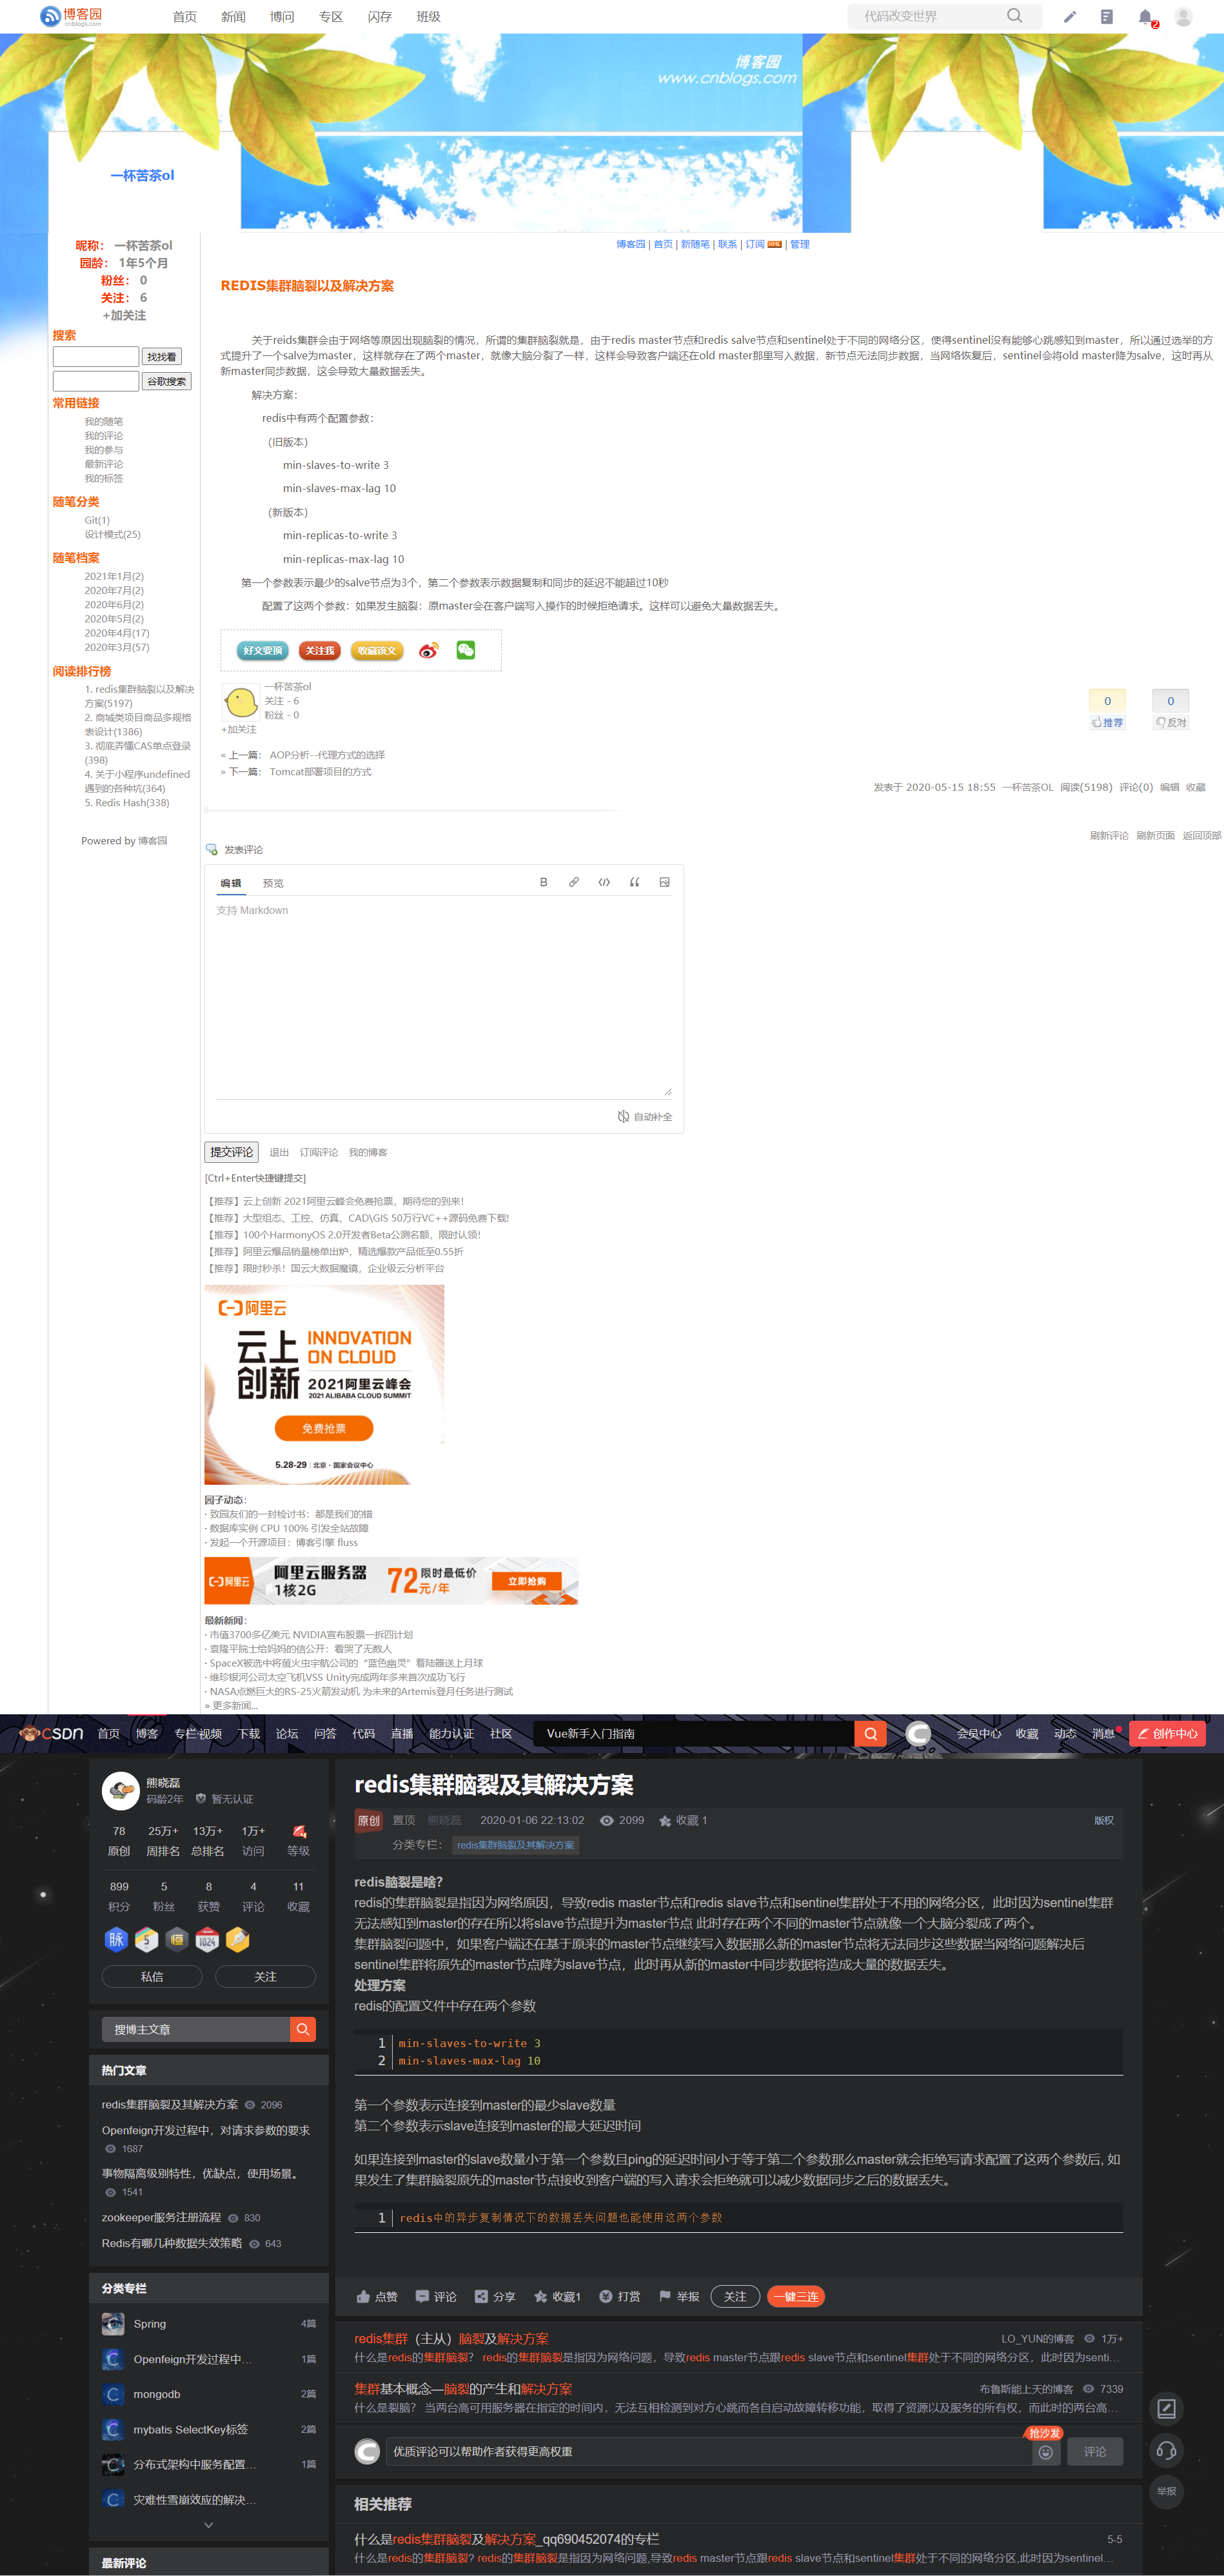 博客园
cnblogs.com
首页 新闻 博问 专区 闪存 班级
代码改变世界
2
博客园
www.cnblogs.com
一杯苦茶ol
博客园 | 首页 | 新随笔 | 联系 | 订阅 | 管理
昵称： 一杯苦茶ol
园龄： 1年5个月
粉丝： 0
关注： 6
+加关注
搜索
找找看
谷歌搜索
常用链接
我的随笔
我的评论
我的参与
最新评论
我的标签
随笔分类
Git(1)
设计模式(25)
随笔档案
2021年1月(2)
2020年7月(2)
2020年6月(2)
2020年5月(2)
2020年4月(17)
2020年3月(57)
阅读排行榜
1. redis集群脑裂以及解决
方案(5197)
2. 商城类项目商品多规格
表设计(1386)
3. 彻底弄懂CAS单点登录
(398)
4. 关于小程序undefined
遇到的各种坑(364)
5. Redis Hash(338)
Powered by 博客园
REDIS集群脑裂以及解决方案
关于reids集群会由于网络等原因出现脑裂的情况，所谓的集群脑裂就是，由于redis master节点和redis salve节点和sentinel处于不同的网络分区，使得sentinel没有能够心跳感知到master，所以通过选举的方
式提升了一个salve为master，这样就存在了两个master，就像大脑分裂了一样，这样会导致客户端还在old master那里写入数据，新节点无法同步数据，当网络恢复后，sentinel会将old master降为salve，这时再从
新master同步数据，这会导致大量数据丢失。
解决方案：
redis中有两个配置参数：
（旧版本）
min-slaves-to-write 3
min-slaves-max-lag 10
（新版本）
min-replicas-to-write 3
min-replicas-max-lag 10
第一个参数表示最少的salve节点为3个，第二个参数表示数据复制和同步的延迟不能超过10秒
配置了这两个参数：如果发生脑裂：原master会在客户端写入操作的时候拒绝请求。这样可以避免大量数据丢失。
好文要顶 关注我 收藏该文
一杯苦茶ol
关注 - 6
粉丝 - 0
+加关注
0 0
推荐 反对
« 上一篇： AOP分析--代理方式的选择
» 下一篇： Tomcat部署项目的方式
发表于 2020-05-15 18:55 一杯苦茶OL 阅读(5198) 评论(0) 编辑 收藏
刷新评论 刷新页面 返回顶部
发表评论
编辑 预览 B
支持 Markdown
自动补全
提交评论 退出 订阅评论 我的博客
[Ctrl+Enter快捷键提交]
【推荐】云上创新 2021阿里云峰会免费抢票，期待您的到来！
【推荐】大型组态、工控、仿真、CAD\GIS 50万行VC++源码免费下载!
【推荐】100个HarmonyOS 2.0开发者Beta公测名额，限时认领！
【推荐】阿里云爆品销量榜单出炉，精选爆款产品低至0.55折
【推荐】限时秒杀！国云大数据魔镜，企业级云分析平台
阿里云
云上 INNOVATION
ON CLOUD
创新 2021阿里云峰会
2021 ALIBABA CLOUD SUMMIT
免费抢票
5.28-29 | 北京·国家会议中心
园子动态：
· 致园友们的一封检讨书：都是我们的错
· 数据库实例 CPU 100% 引发全站故障
· 发起一个开源项目：博客引擎 fluss
阿里云 阿里云服务器 1核2G 72 限时最低价 元/年 立即抢购
最新新闻：
· 市值3700多亿美元 NVIDIA宣布股票一拆四计划
· 袁隆平院士给妈妈的信公开：看哭了无数人
· SpaceX被选中将萤火虫宇航公司的“蓝色幽灵”着陆器送上月球
· 维珍银河公司太空飞机VSS Unity完成两年多来首次成功飞行
· NASA点燃巨大的RS-25火箭发动机 为未来的Artemis登月任务进行测试
» 更多新闻...
CSDN 首页 博客 专栏·视频 下载 论坛 问答 代码 直播 能力认证 社区 Vue新手入门指南 会员中心 收藏 动态 消息 创作中心
熊晓磊
码龄2年 暂无认证
78 25万+ 13万+ 1万+
原创 周排名 总排名 访问 等级
899 5 8 4 11
积分 粉丝 获赞 评论 收藏
脉 5 恒 1024
私信 关注
搜博主文章
热门文章
redis集群脑裂及其解决方案 2096
Openfeign开发过程中，对请求参数的要求
1687
事物隔离级别特性，优缺点，使用场景。
1541
zookeeper服务注册流程 830
Redis有哪几种数据失效策略 643
分类专栏
Spring 4篇
Openfeign开发过程中... 1篇
mongodb 2篇
mybatis SelectKey标签 2篇
分布式架构中服务配置... 1篇
灾难性雪崩效应的解决...
最新评论
redis集群脑裂及其解决方案
原创 置顶 熊晓磊 2020-01-06 22:13:02 2099 收藏 1 版权
分类专栏： redis集群脑裂及其解决方案
redis脑裂是啥？
redis的集群脑裂是指因为网络原因，导致redis master节点和redis slave节点和sentinel集群处于不用的网络分区，此时因为sentinel集群
无法感知到master的存在所以将slave节点提升为master节点 此时存在两个不同的master节点就像一个大脑分裂成了两个。
集群脑裂问题中，如果客户端还在基于原来的master节点继续写入数据那么新的master节点将无法同步这些数据当网络问题解决后
sentinel集群将原先的master节点降为slave节点，此时再从新的master中同步数据将造成大量的数据丢失。
处理方案
redis的配置文件中存在两个参数
1 min-slaves-to-write 3
2 min-slaves-max-lag 10
第一个参数表示连接到master的最少slave数量
第二个参数表示slave连接到master的最大延迟时间
如果连接到master的slave数量小于第一个参数且ping的延迟时间小于等于第二个参数那么master就会拒绝写请求配置了这两个参数后, 如
果发生了集群脑裂原先的master节点接收到客户端的写入请求会拒绝就可以减少数据同步之后的数据丢失。
1 redis中的异步复制情况下的数据丢失问题也能使用这两个参数
点赞 评论 分享 收藏1 打赏 举报 关注 一键三连
redis集群（主从）脑裂及解决方案 LO_YUN的博客 1万+
什么是redis的集群脑裂？ redis的集群脑裂是指因为网络问题，导致redis master节点跟redis slave节点和sentinel集群处于不同的网络分区，此时因为senti...
集群基本概念—脑裂的产生和解决方案 布鲁斯能上天的博客 7339
什么是裂脑？ 当两台高可用服务器在指定的时间内，无法互相检测到对方心跳而各自启动故障转移功能，取得了资源以及服务的所有权，而此时的两台高...
抢沙发
优质评论可以帮助作者获得更高权重 评论
举报
相关推荐
什么是redis集群脑裂及解决方案_qq690452074的专栏 5-5
什么是redis的集群脑裂? redis的集群脑裂是指因为网络问题,导致redis master节点跟redis slave节点和sentinel集群处于不同的网络分区,此时因为sentinel...